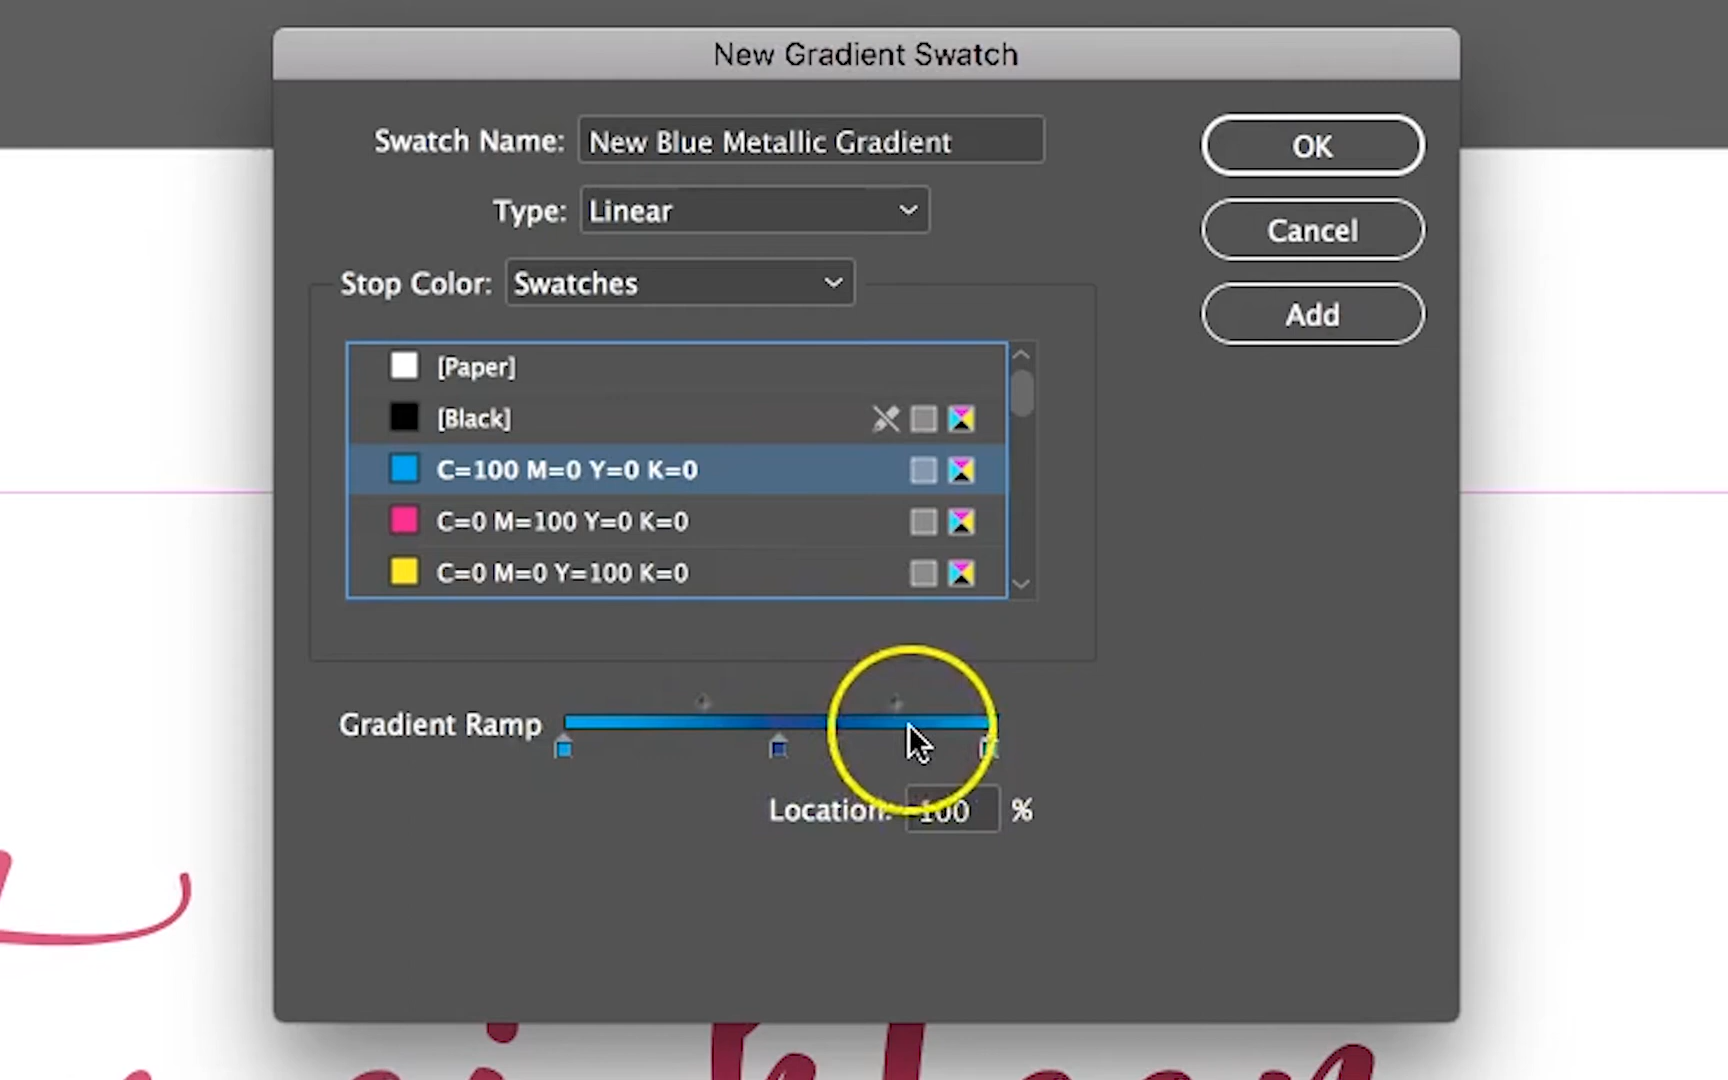 New Gradient Swatch
Swatch Name: New Blue Metallic Gradient
OK
Type: Linear
Cancel
Stop Color: Swatches
Add
[Paper]
[Black]
C=100 M=0 Y=0 K=0
C=0 M=100 Y=0 K=0
C=0 M=0 Y=100 K=0
Gradient Ramp
Location: 100 %